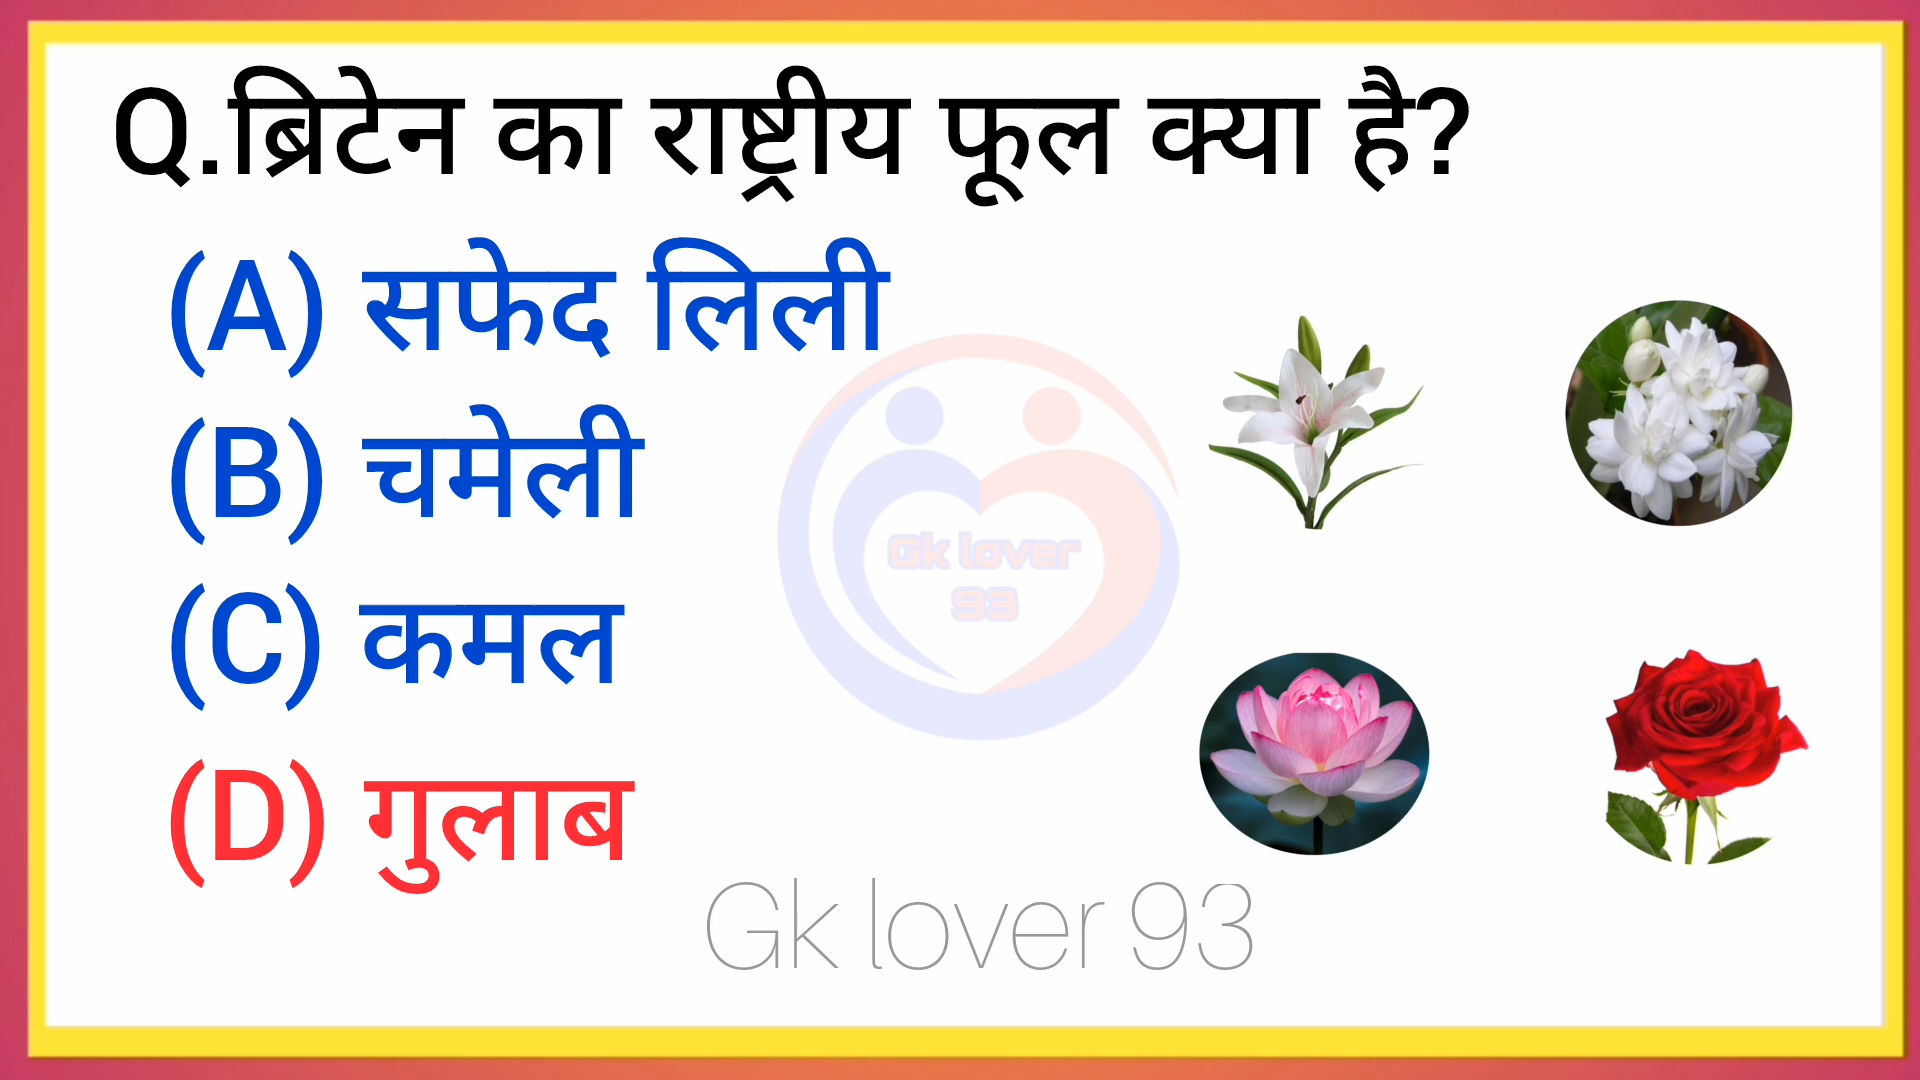 Q.ब्रिटेन का राष्ट्रीय फूल क्या है?
(A) सफेद लिली
(B) चमेली
Gk lover
93
(C) कमल
(D) गुलाब
Gk lover 93